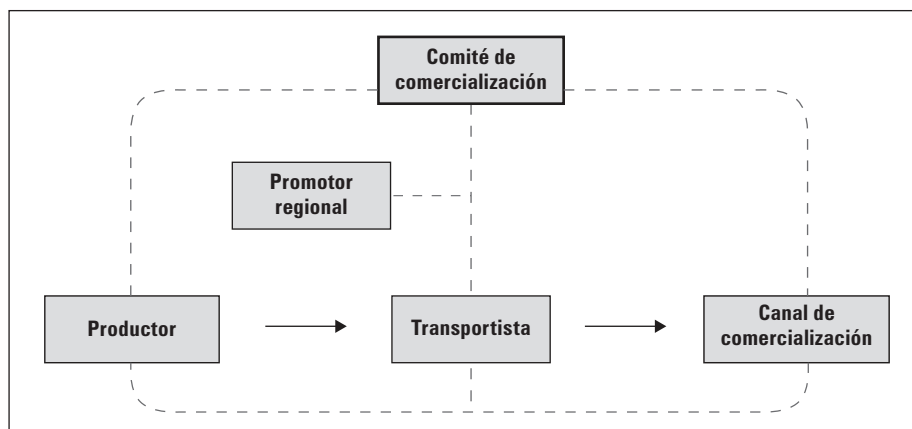 Comité de
comercialización
Promotor
regional
Productor
Transportista
Canal de
comercialización